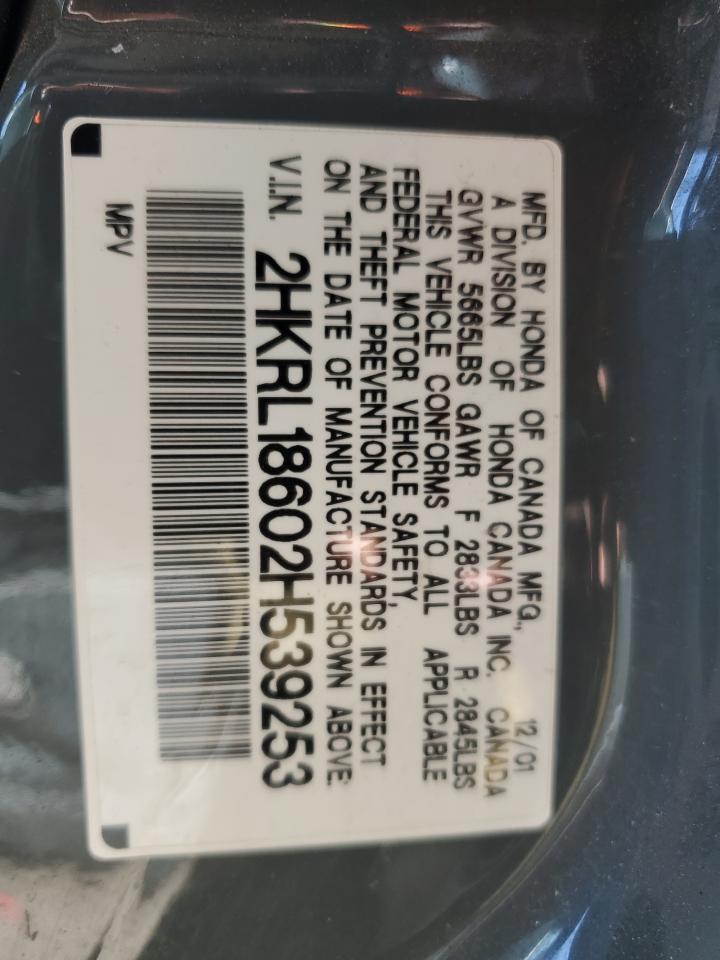 MFD. BY HONDA OF CANADA MFG., 12/01
A DIVISION OF HONDA CANADA INC. CANADA
GVWR 5665LBS GAWR F 2833LBS R 2845LBS
THIS VEHICLE CONFORMS TO ALL APPLICABLE
FEDERAL MOTOR VEHICLE SAFETY,
AND THEFT PREVENTION STANDARDS IN EFFECT
ON THE DATE OF MANUFACTURE SHOWN ABOVE.
V.I.N. 2HKRL18602H539253
MPV